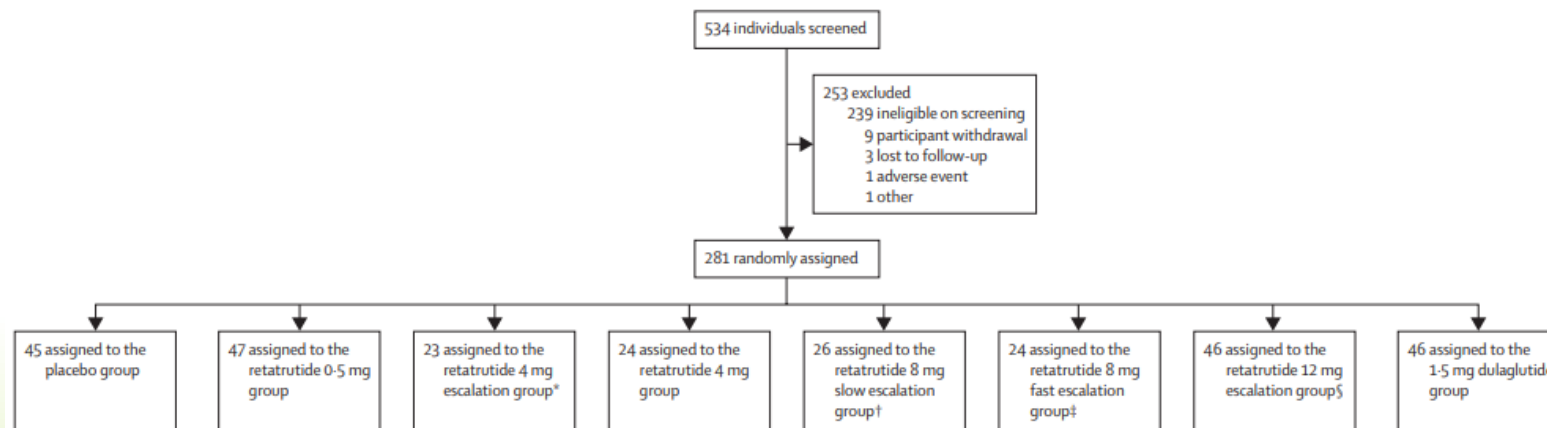 534 individuals screened
253 excluded
239 ineligible on screening
9 participant withdrawal
3 lost to follow-up
1 adverse event
1 other
281 randomly assigned
45 assigned to the
placebo group
47 assigned to the
retatrutide 0·5 mg
group
23 assigned to the
retatrutide 4 mg
escalation group*
24 assigned to the
retatrutide 4 mg
group
26 assigned to the
retatrutide 8 mg
slow escalation
group†
24 assigned to the
retatrutide 8 mg
fast escalation
group‡
46 assigned to the
retatrutide 12 mg
escalation group§
46 assigned to the
1·5 mg dulaglutide
group